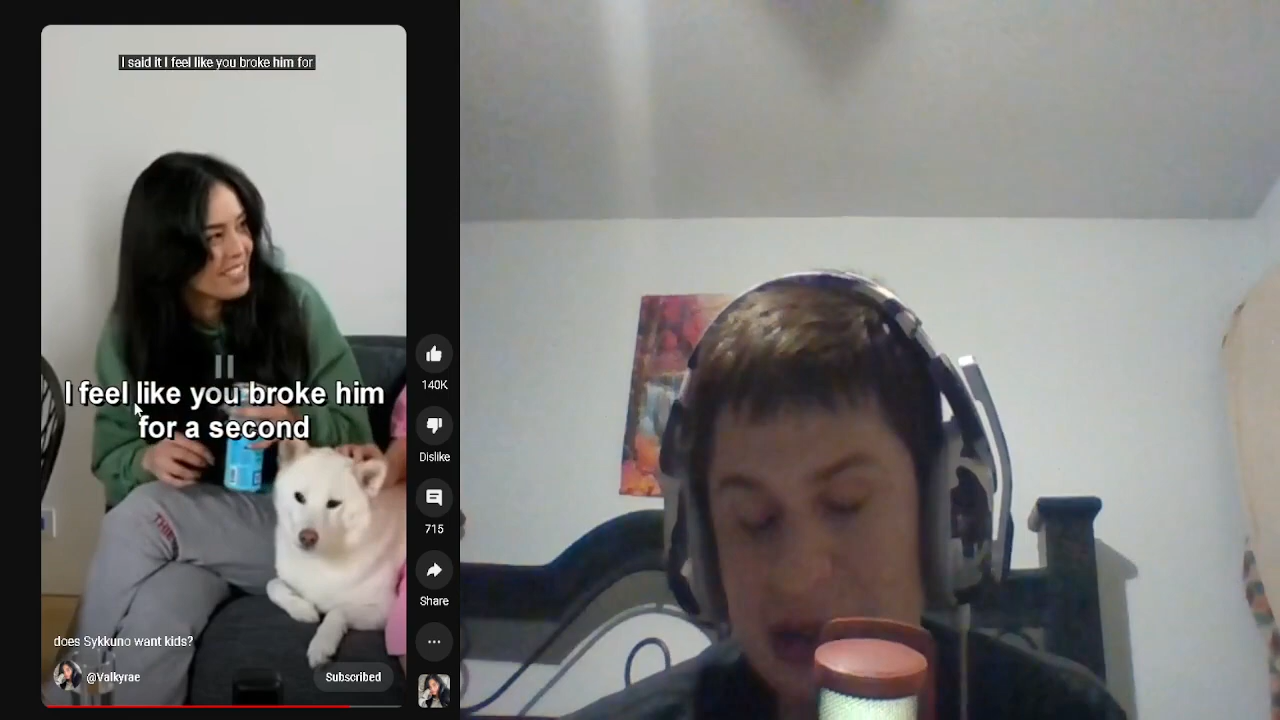 I said it I feel like you broke him for
I feel like you broke him
for a second
140K
Dislike
715
Share
does Sykkuno want kids?
@Valkyrae
Subscribed